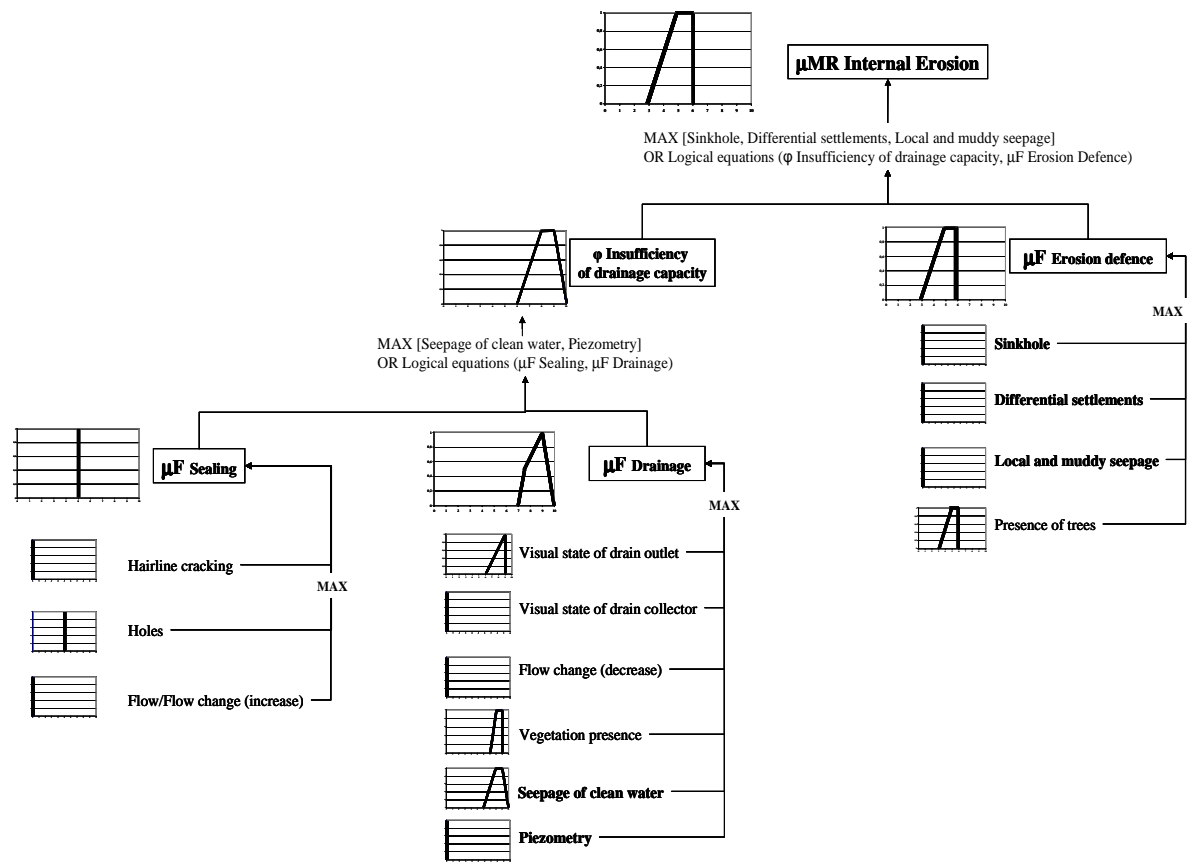 μMR Internal Erosion
MAX [Sinkhole, Differential settlements, Local and muddy seepage]
OR Logical equations (φ Insufficiency of drainage capacity, μF Erosion Defence)
φ Insufficiency
of drainage capacity
μF Erosion defence
MAX
Sinkhole
Differential settlements
Local and muddy seepage
Presence of trees
MAX [Seepage of clean water, Piezometry]
OR Logical equations (μF Sealing, μF Drainage)
μF Sealing
MAX
Hairline cracking
Holes
Flow/Flow change (increase)
μF Drainage
MAX
Visual state of drain outlet
Visual state of drain collector
Flow change (decrease)
Vegetation presence
Seepage of clean water
Piezometry